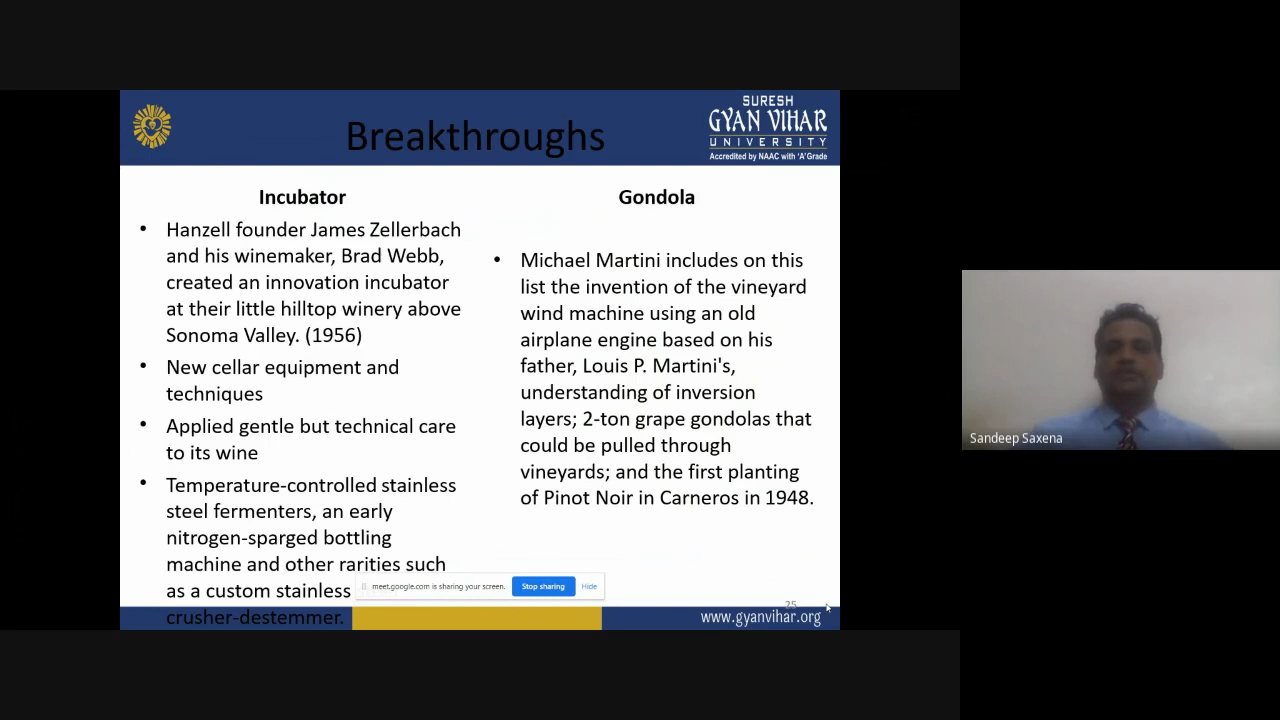 Breakthroughs
SURESH
GYAN VIHAR
UNIVERSITY
Accredited by NAAC with 'A'Grade
Incubator
• Hanzell founder James Zellerbach
and his winemaker, Brad Webb,
created an innovation incubator
at their little hilltop winery above
Sonoma Valley. (1956)
• New cellar equipment and
techniques
• Applied gentle but technical care
to its wine
• Temperature-controlled stainless
steel fermenters, an early
nitrogen-sparged bottling
machine and other rarities such
as a custom stainless
crusher-destemmer.
Gondola
• Michael Martini includes on this
list the invention of the vineyard
wind machine using an old
airplane engine based on his
father, Louis P. Martini's,
understanding of inversion
layers; 2-ton grape gondolas that
could be pulled through
vineyards; and the first planting
of Pinot Noir in Carneros in 1948.
meet.google.com is sharing your screen.
Stop sharing
Hide
25
www.gyanvihar.org
Sandeep Saxena